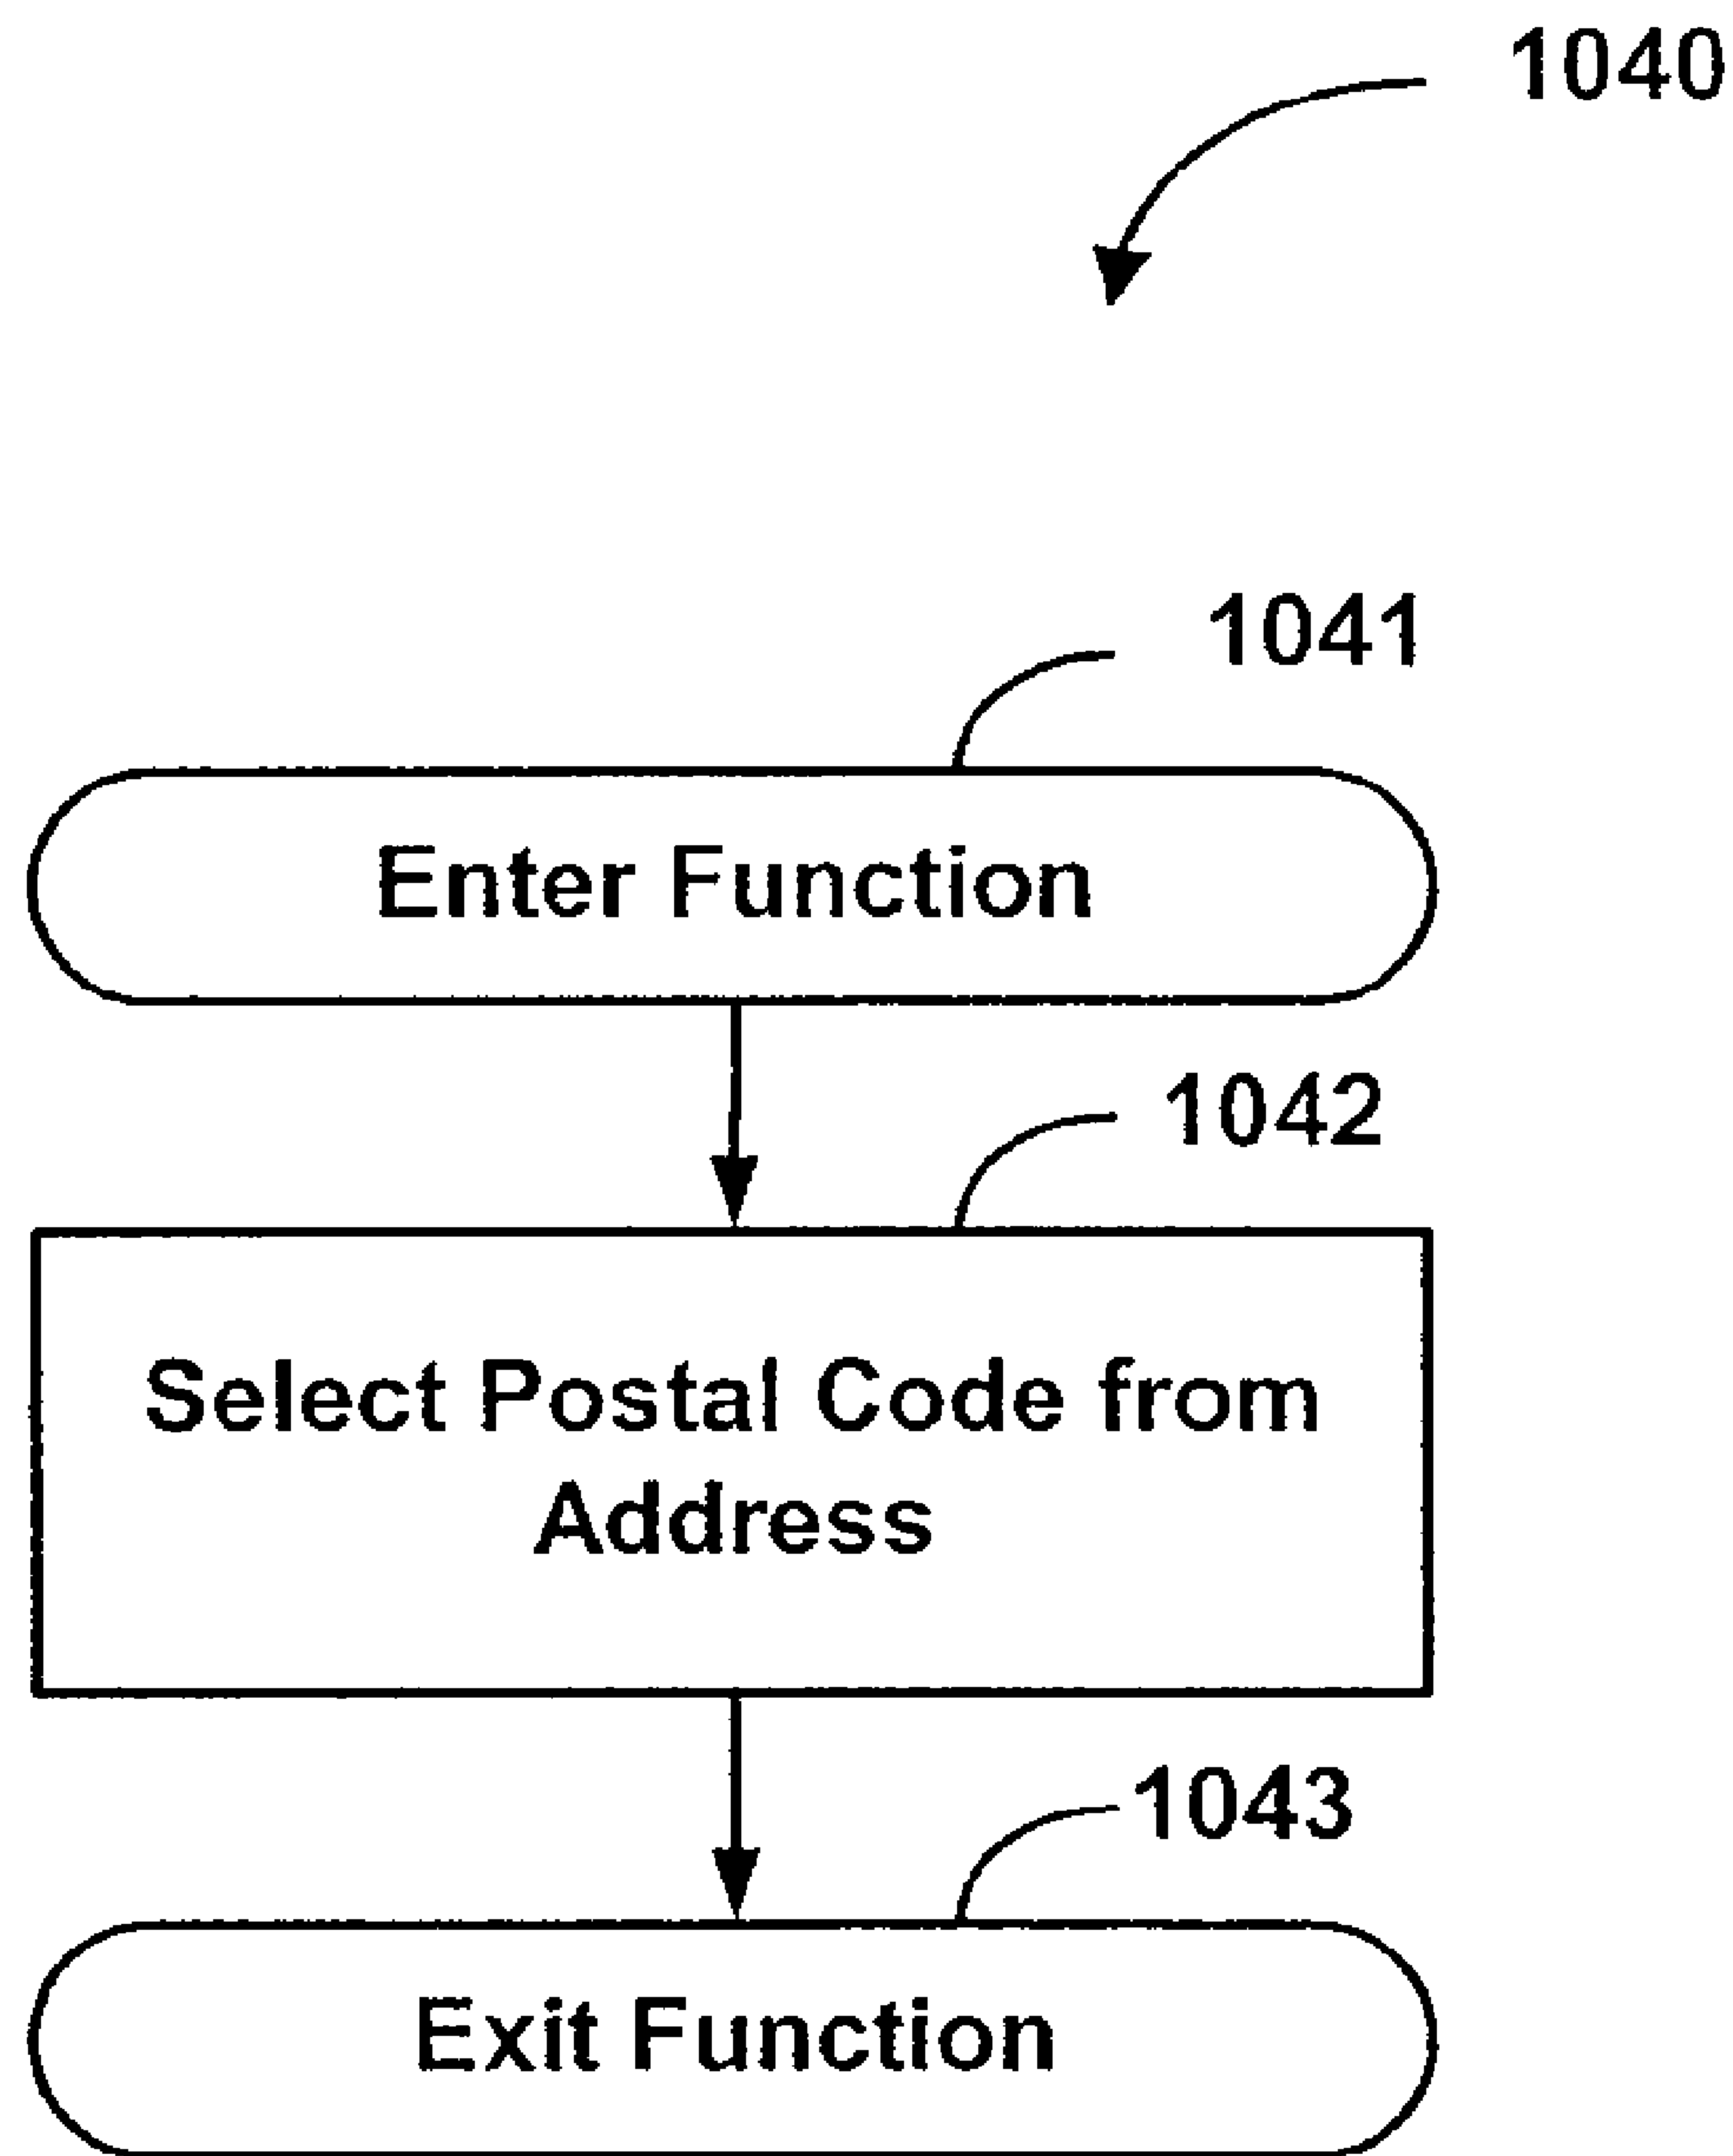 1040
1041
Enter Function
1042
Select Postal Code from
Address
1043
Exit Function